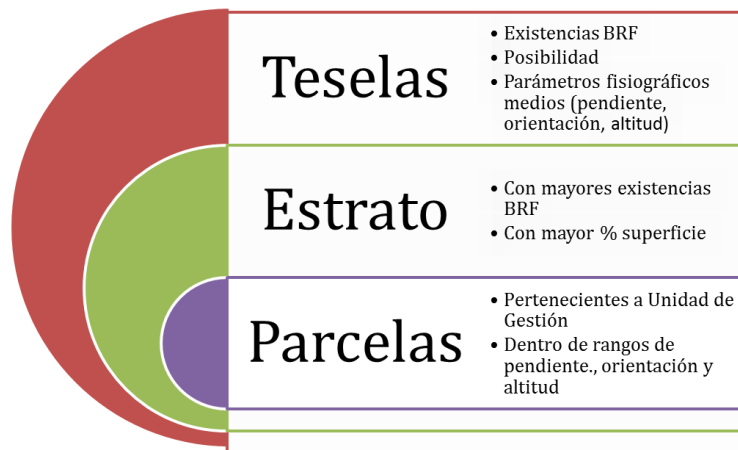 Teselas
• Existencias BRF
• Posibilidad
• Parámetros fisiográficos
medios (pendiente,
orientación, altitud)
Estrato
• Con mayores existencias
BRF
• Con mayor % superficie
Parcelas
• Pertenecientes a Unidad de
Gestión
• Dentro de rangos de
pendiente., orientación y
altitud